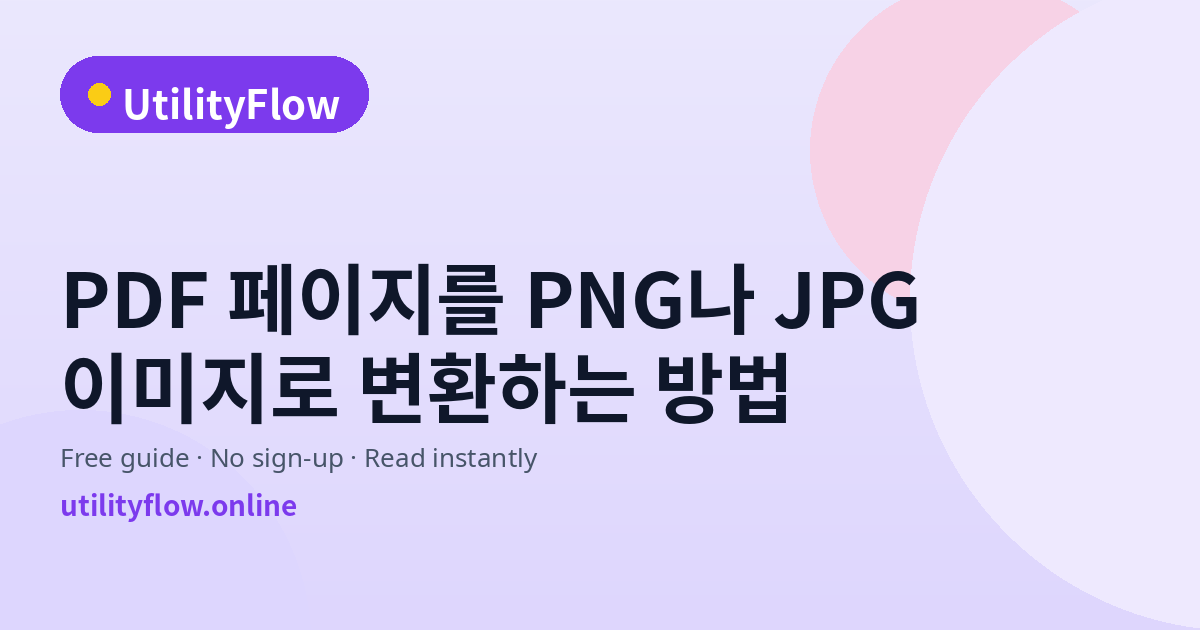 UtilityFlow
PDF 페이지를 PNG나 JPG
이미지로 변환하는 방법
Free guide · No sign-up · Read instantly
utilityflow.online